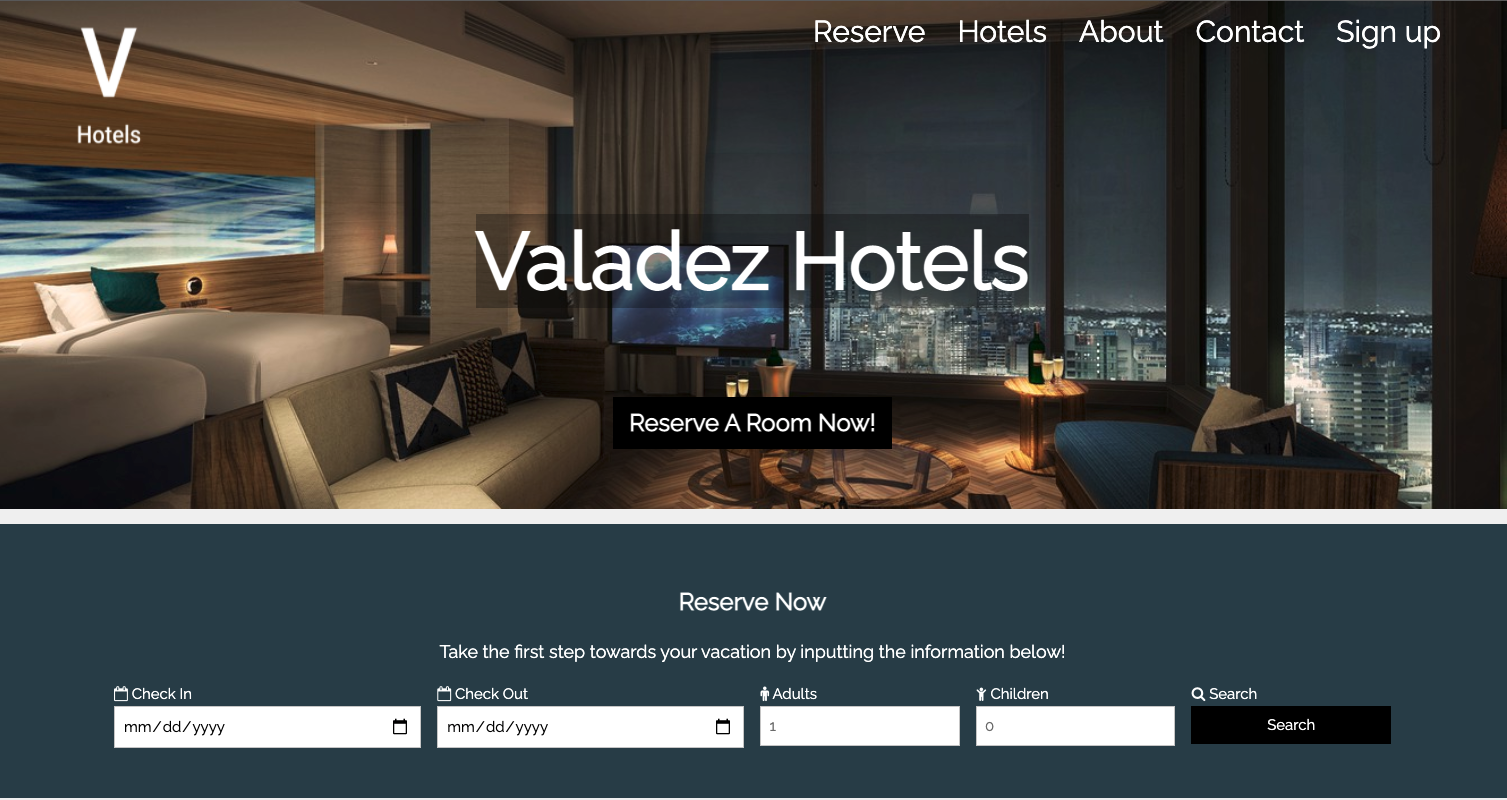 V
Hotels
Reserve Hotels About Contact Sign up
Valadez Hotels
Reserve A Room Now!
Reserve Now
Take the first step towards your vacation by inputting the information below!
Check In Check Out Adults Children Search
mm/dd/yyyy mm/dd/yyyy 1 0 Search